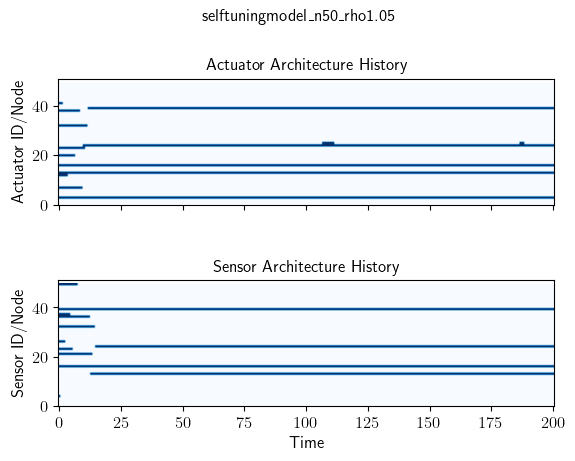 selftuningmodel_n50_rho1.05
Actuator Architecture History
Actuator ID/Node
40
20
0
Sensor Architecture History
Sensor ID/Node
40
20
0
0 25 50 75 100 125 150 175 200
Time